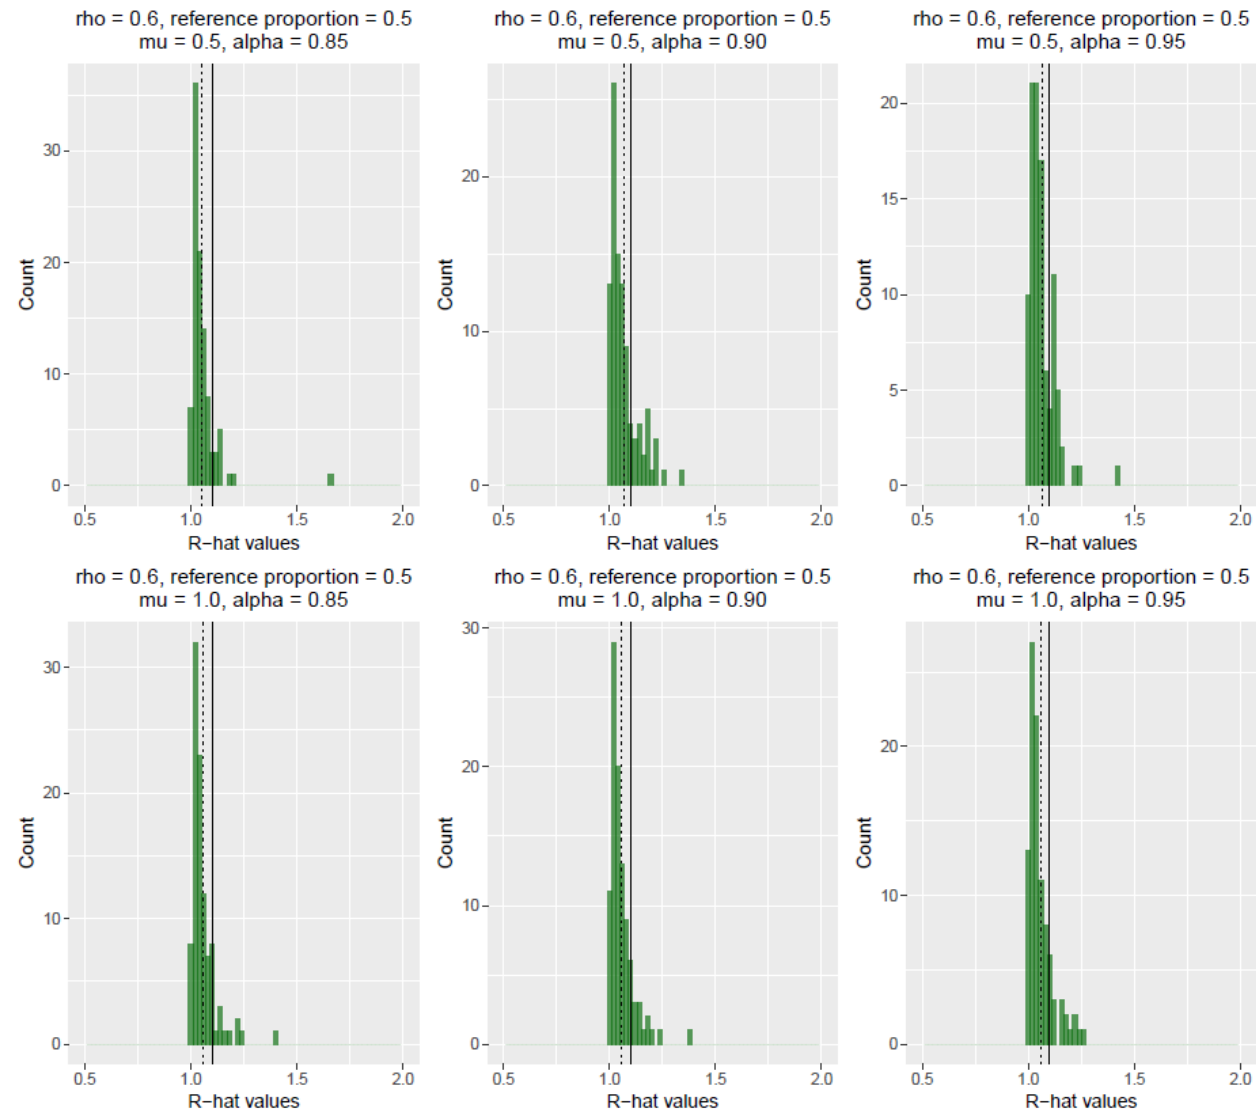 rho = 0.6, reference proportion = 0.5
mu = 0.5, alpha = 0.85
Count
30
20
10
0
0.5 1.0 1.5 2.0
R-hat values
rho = 0.6, reference proportion = 0.5
mu = 0.5, alpha = 0.90
Count
20
10
0
0.5 1.0 1.5 2.0
R-hat values
rho = 0.6, reference proportion = 0.5
mu = 0.5, alpha = 0.95
Count
20
15
10
5
0
0.5 1.0 1.5 2.0
R-hat values
rho = 0.6, reference proportion = 0.5
mu = 1.0, alpha = 0.85
Count
30
20
10
0
0.5 1.0 1.5 2.0
R-hat values
rho = 0.6, reference proportion = 0.5
mu = 1.0, alpha = 0.90
Count
30
20
10
0
0.5 1.0 1.5 2.0
R-hat values
rho = 0.6, reference proportion = 0.5
mu = 1.0, alpha = 0.95
Count
20
10
0
0.5 1.0 1.5 2.0
R-hat values